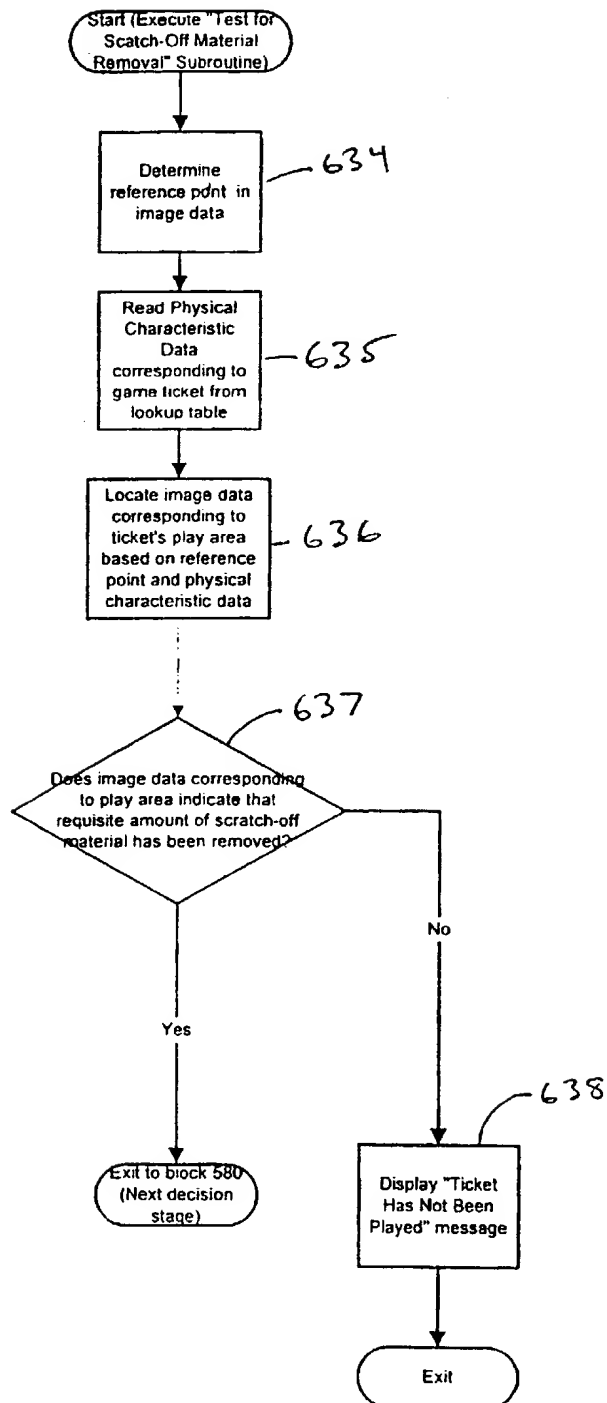 Start (Execute "Test for
Scatch-Off Material
Removal" Subroutine)
Determine
reference point in
image data
634
Read Physical
Characteristic
Data
corresponding to
game ticket from
lookup table
635
Locate image data
corresponding to
ticket's play area
based on reference
point and physical
characteristic data
636
637
Does image data corresponding
to play area indicate that
requisite amount of scratch-off
material has been removed?
No
Yes
638
Exit to block 580
(Next decision
stage)
Display "Ticket
Has Not Been
Played" message
Exit